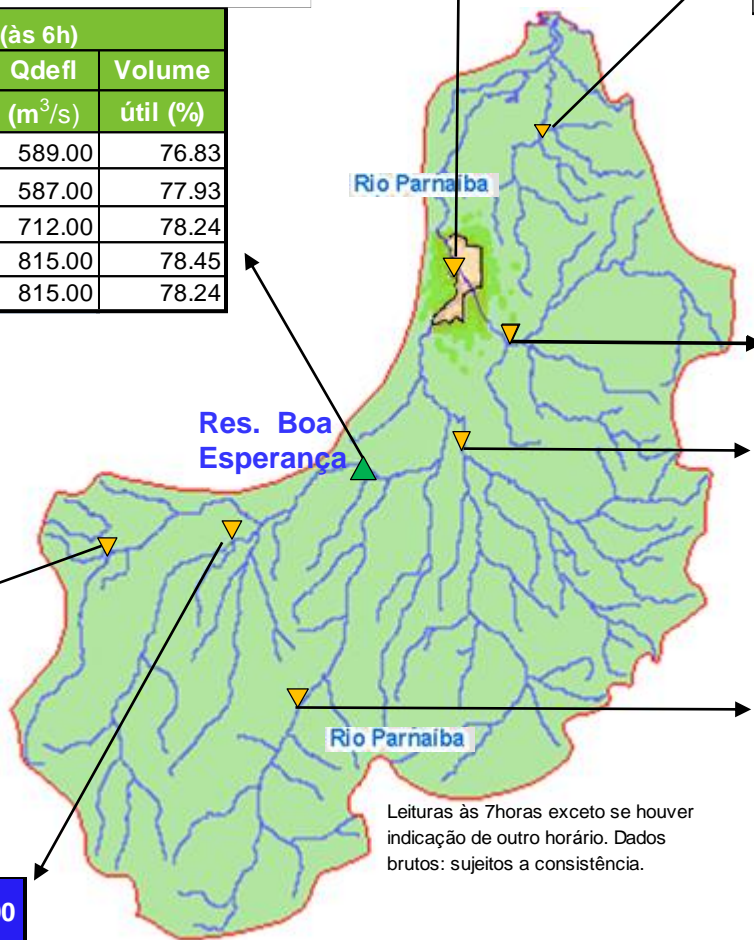 (às 6h)
Qdefl Volume
(m³/s) útil (%)
589.00 76.83
587.00 77.93
712.00 78.24
815.00 78.45
815.00 78.24
Rio Parnaíba
Res. Boa
Esperança
Rio Parnaíba
Leituras às 7horas exceto se houver
indicação de outro horário. Dados
brutos: sujeitos a consistência.